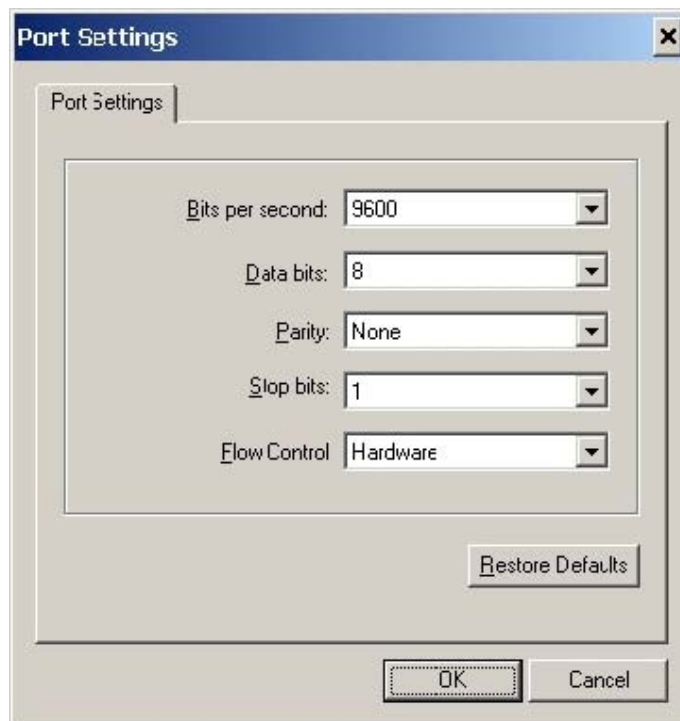 Port Settings
Port Settings
Bits per second: 9600
Data bits: 8
Parity: None
Stop bits: 1
Flow Control Hardware
Restore Defaults
OK Cancel